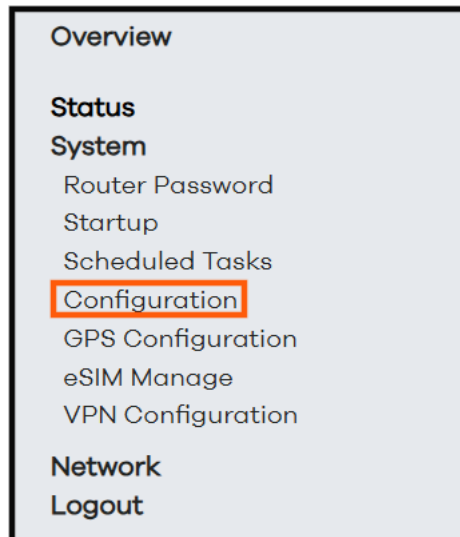 Overview
Status
System
Router Password
Startup
Scheduled Tasks
Configuration
GPS Configuration
eSIM Manage
VPN Configuration
Network
Logout